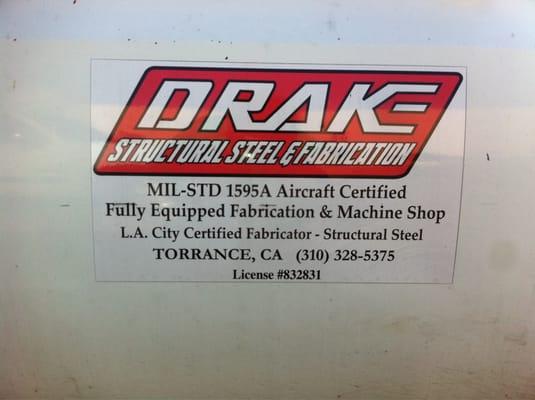 DRAKE
STRUCTURAL STEEL & FABRICATION
MIL-STD 1595A Aircraft Certified
Fully Equipped Fabrication & Machine Shop
L.A. City Certified Fabricator - Structural Steel
TORRANCE, CA (310) 328-5375
License #832831